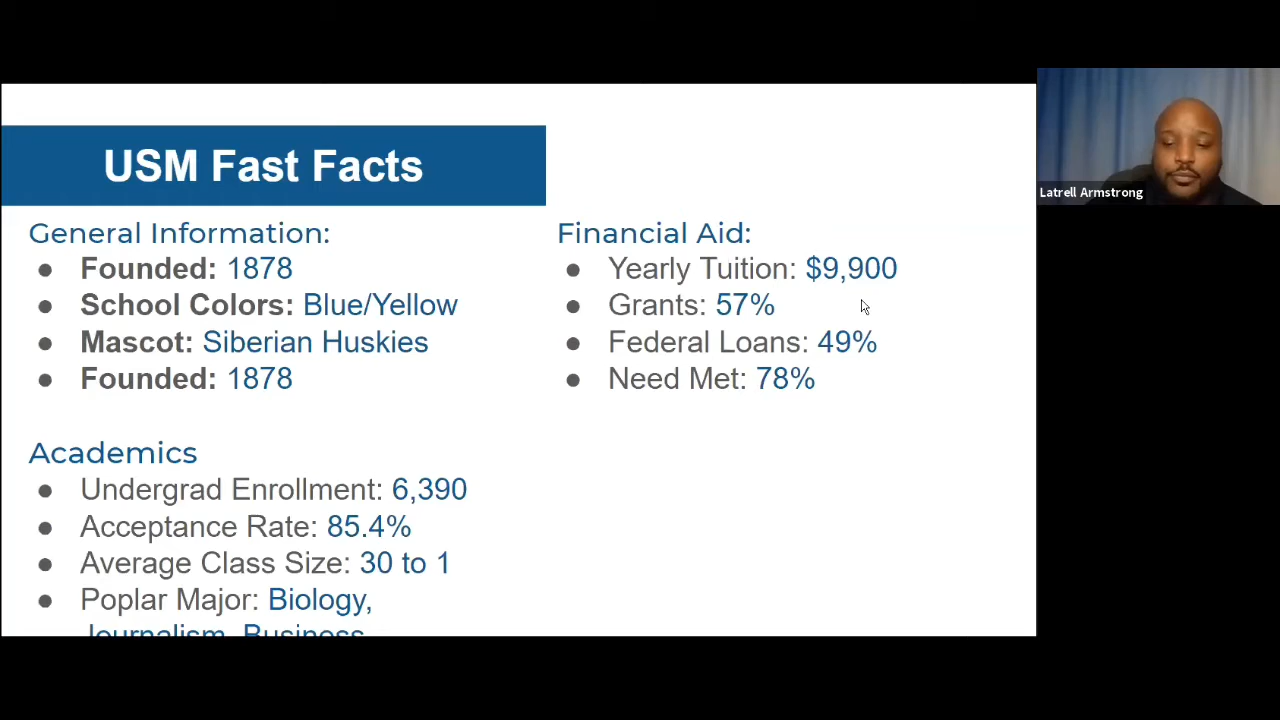 USM Fast Facts
General Information:
● Founded: 1878
● School Colors: Blue/Yellow
● Mascot: Siberian Huskies
● Founded: 1878
Academics
● Undergrad Enrollment: 6,390
● Acceptance Rate: 85.4%
● Average Class Size: 30 to 1
● Poplar Major: Biology,
Journalism, Business
Financial Aid:
● Yearly Tuition: $9,900
● Grants: 57%
● Federal Loans: 49%
● Need Met: 78%
Latrell Armstrong